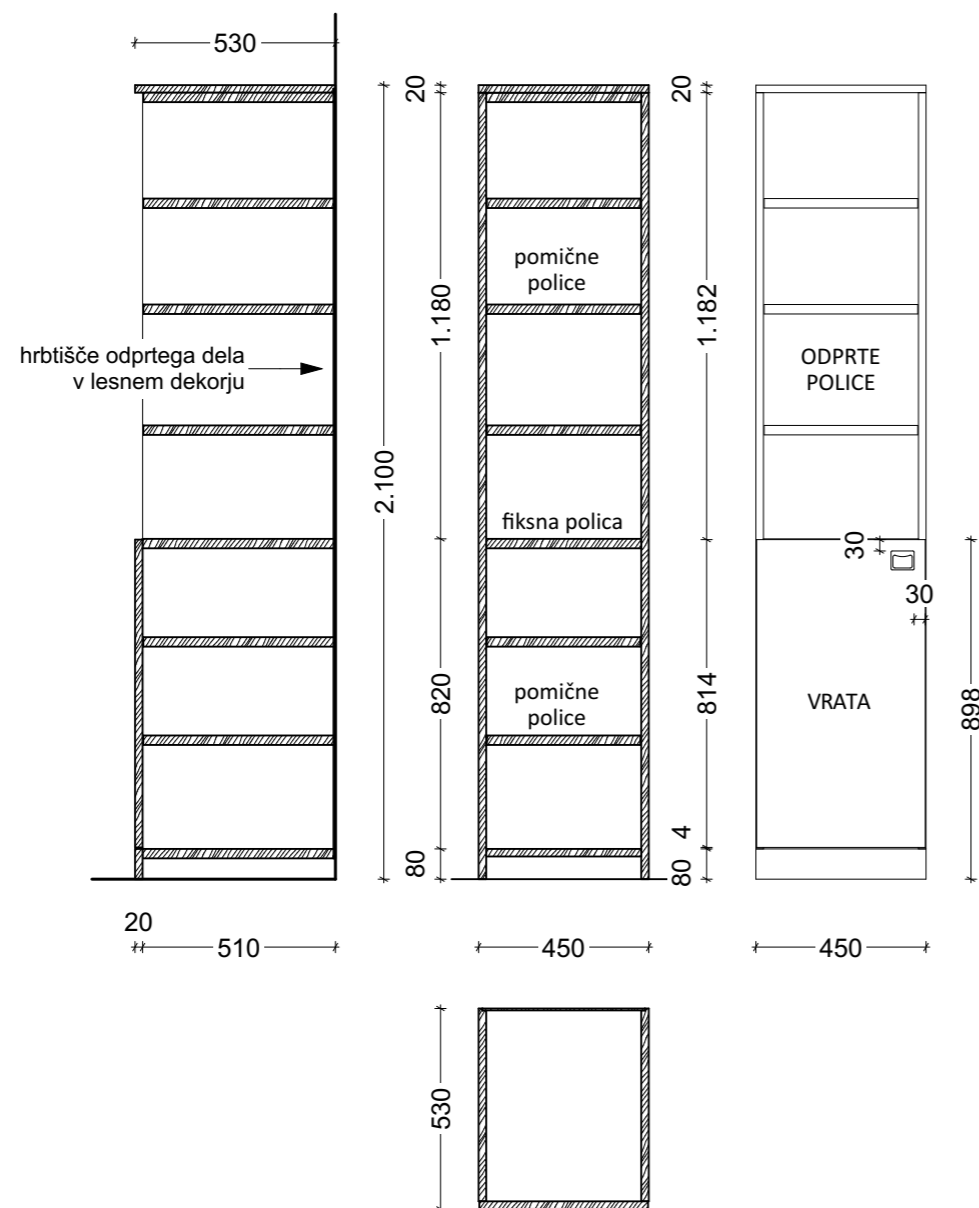 530
20
20
pomične
police
1.180
1.182
hrbtišče odprtega dela
v lesnem dekorju
ODPRTE
POLICE
2.100
fiksna polica
30
30
820
pomične
police
814
VRATA
898
4
80
80
20
510
450
450
530